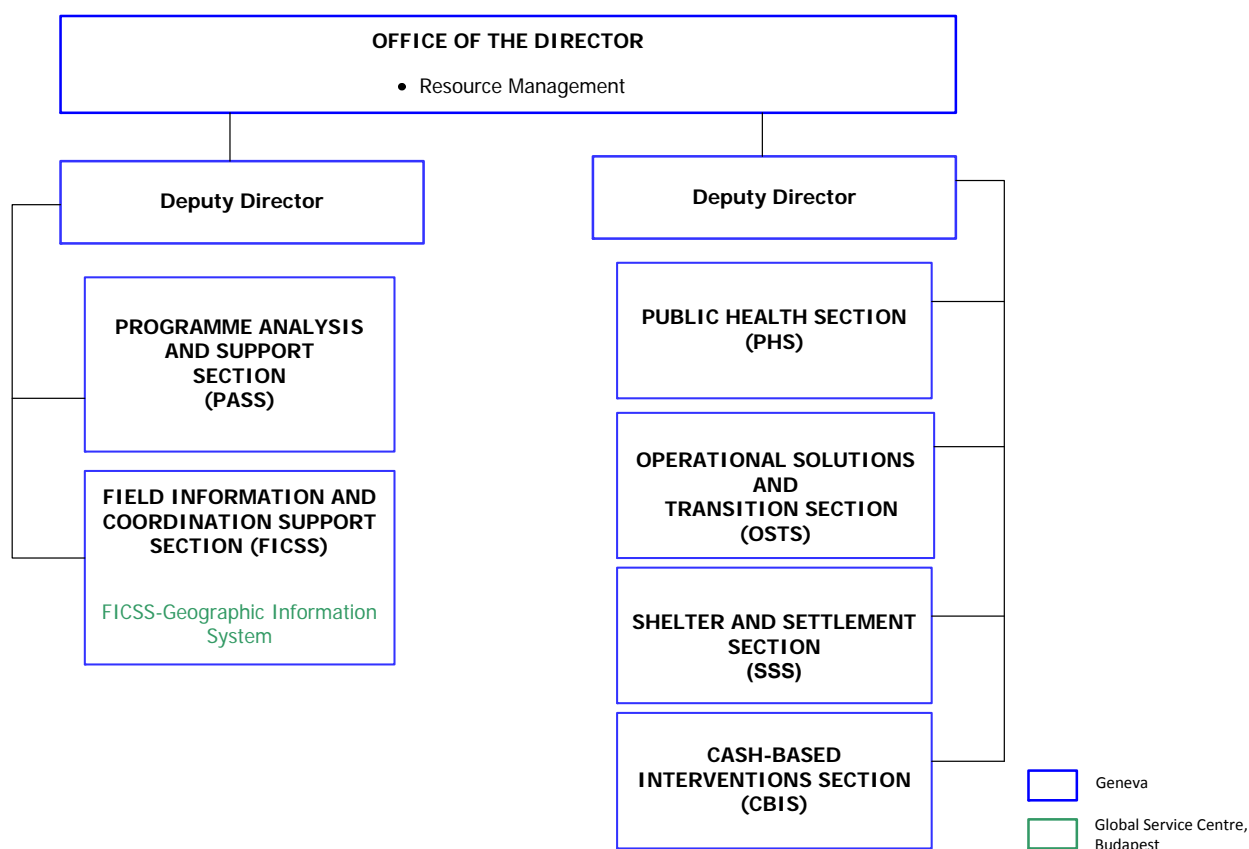 OFFICE OF THE DIRECTOR
• Resource Management
Deputy Director
PROGRAMME ANALYSIS
AND SUPPORT
SECTION
(PASS)
FIELD INFORMATION AND
COORDINATION SUPPORT
SECTION (FICSS)
FICSS-Geographic Information
System
Deputy Director
PUBLIC HEALTH SECTION
(PHS)
OPERATIONAL SOLUTIONS
AND
TRANSITION SECTION
(OSTS)
SHELTER AND SETTLEMENT
SECTION
(SSS)
CASH-BASED
INTERVENTIONS SECTION
(CBIS)
Geneva
Global Service Centre,
Budapest